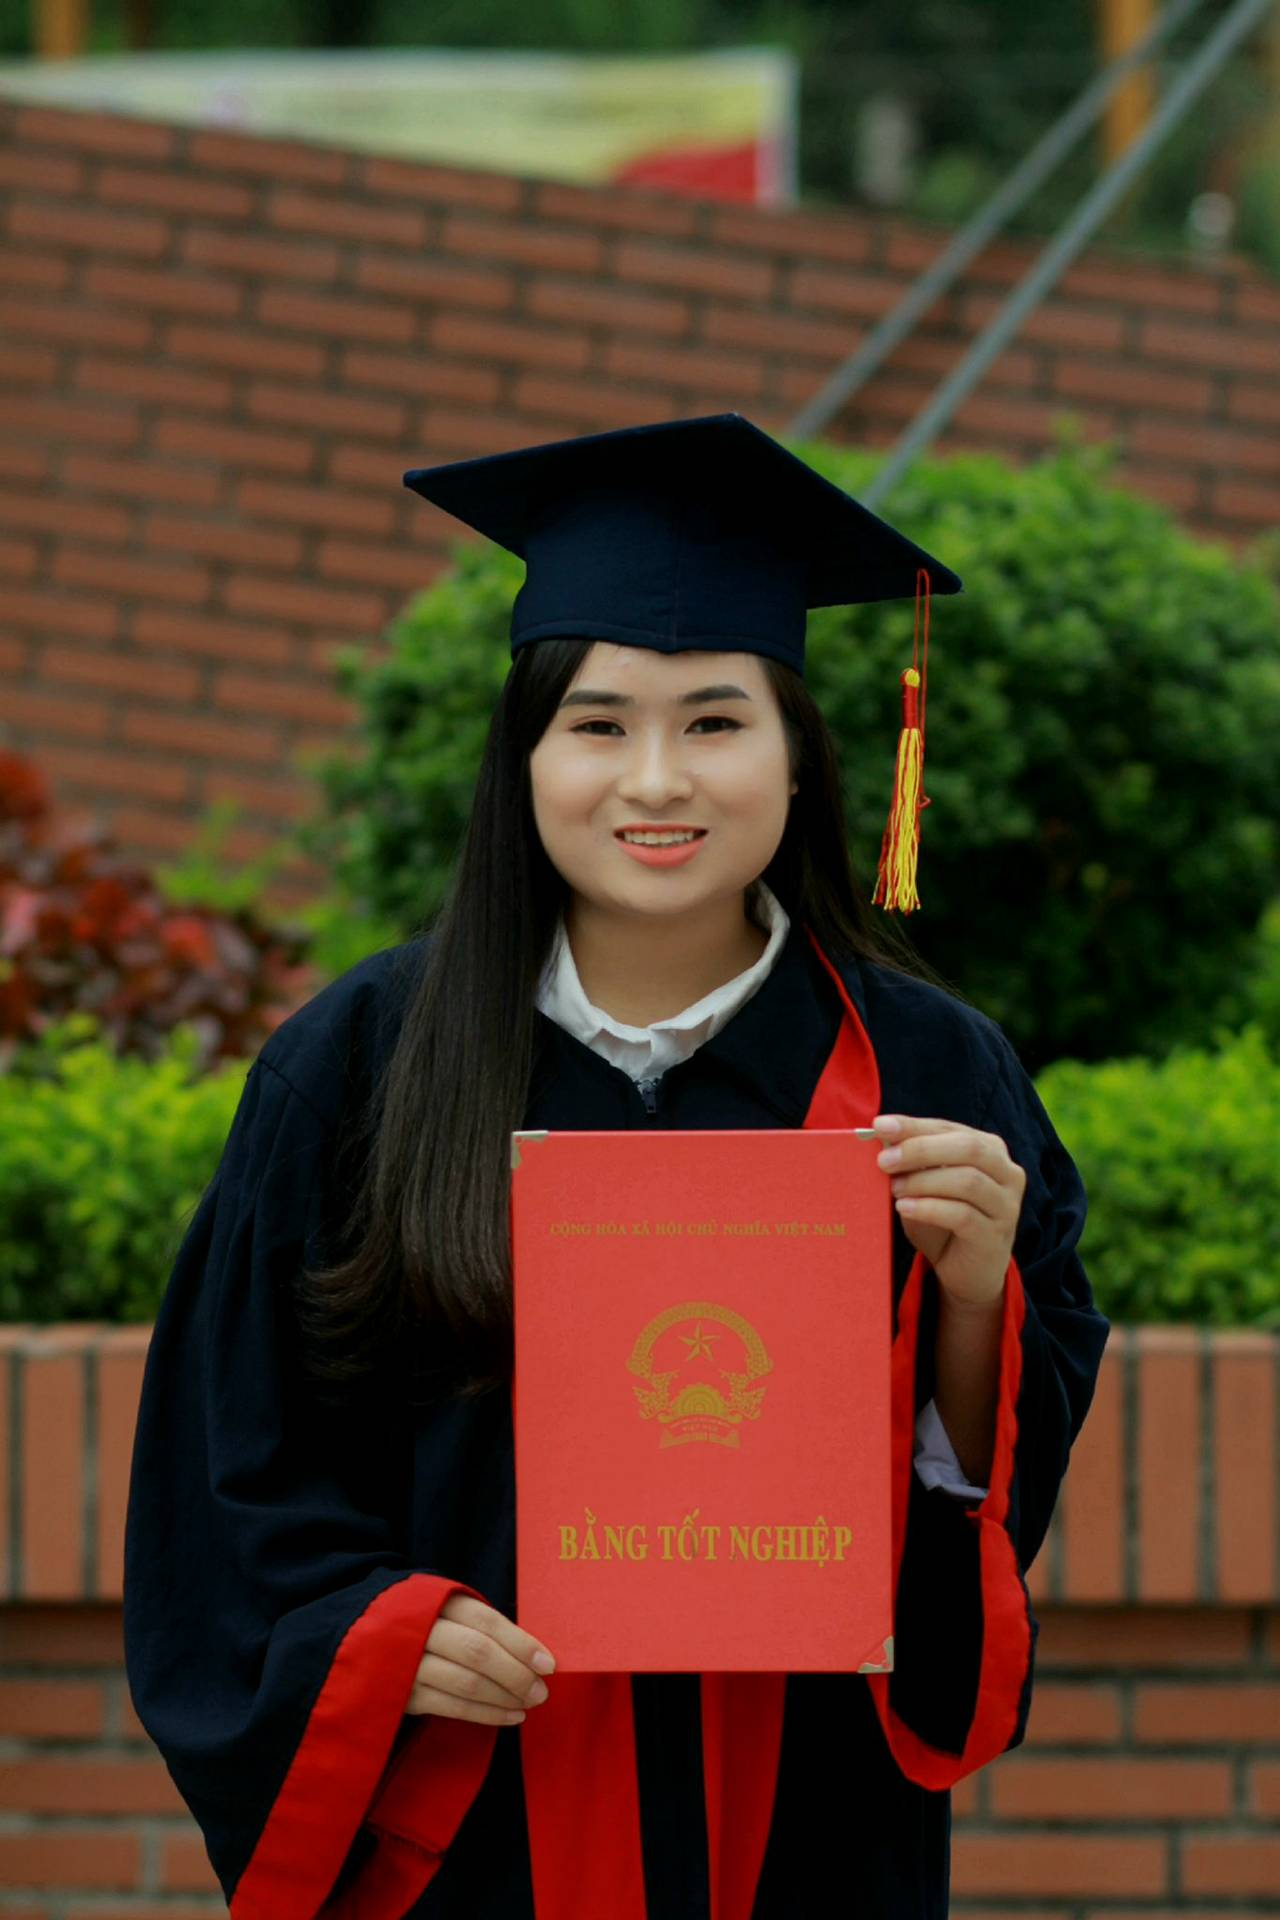 CỘNG HÒA XÃ HỘI CHỦ NGHĨA VIỆT NAM
BẰNG TỐT NGHIỆP